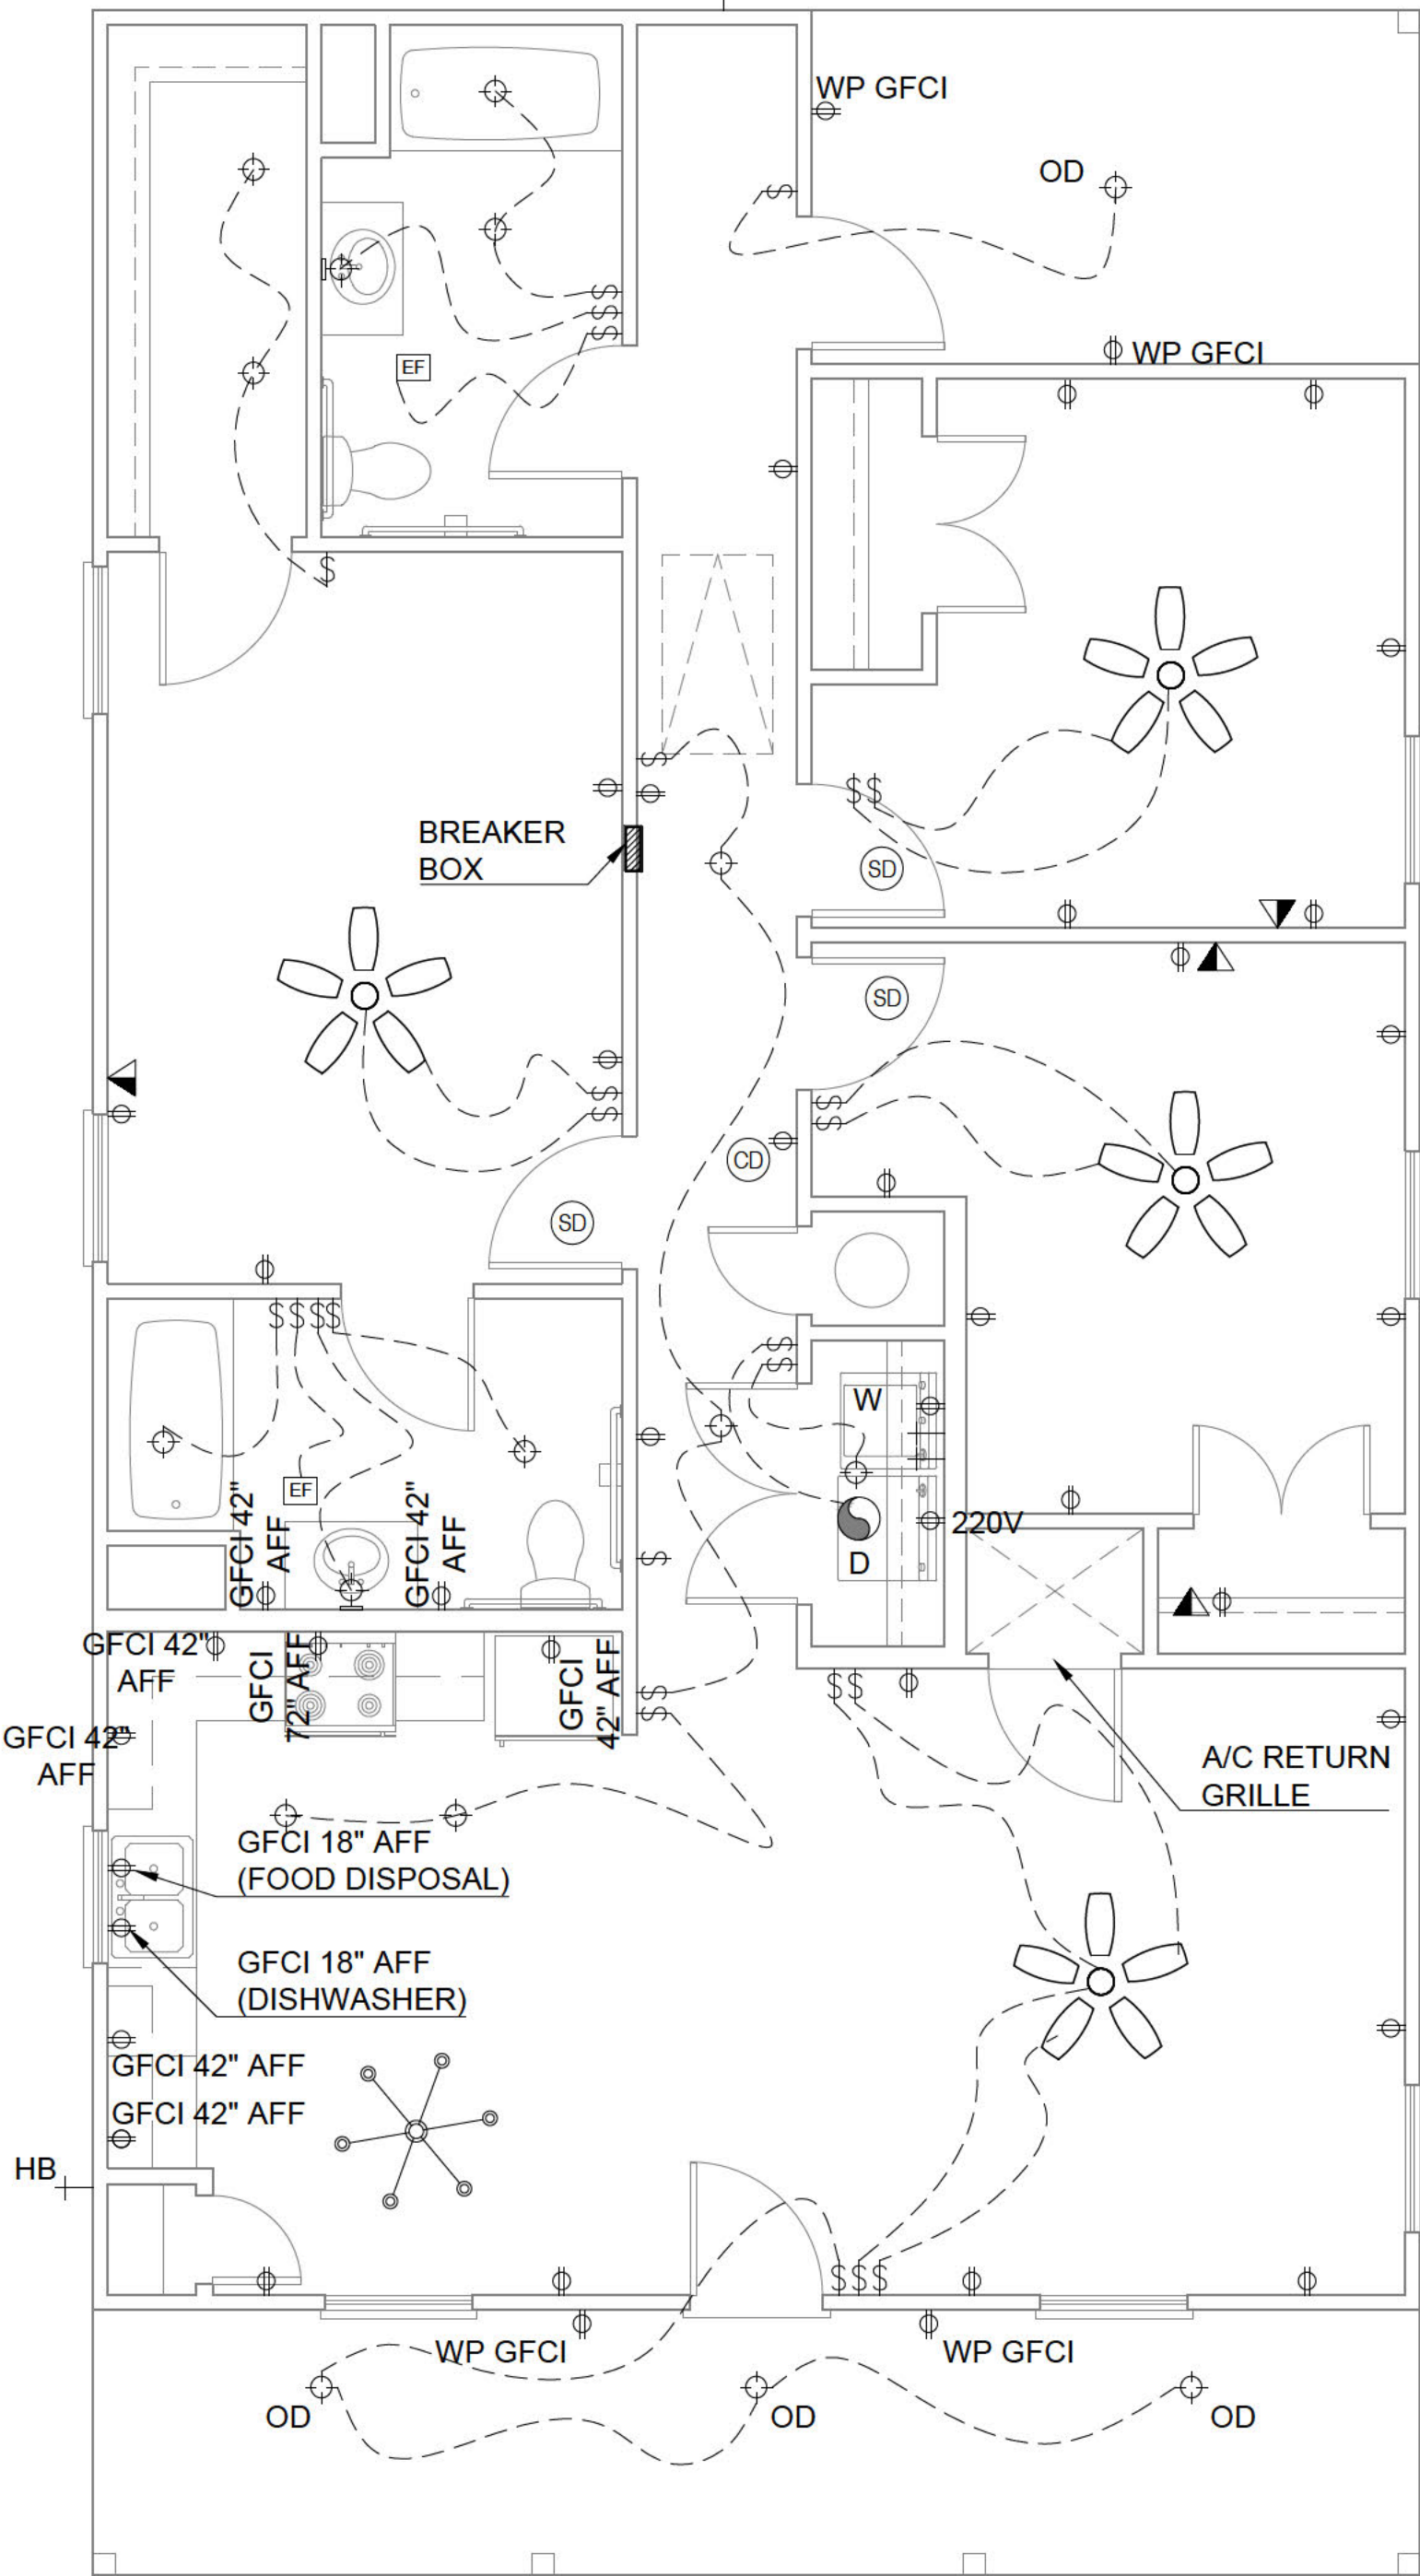 WP GFCI
OD
WP GFCI
EF
$
$
$
$
$
$ $
BREAKER
BOX
$
SD
SD
$
$
$
$
CD
SD
$ $ $ $
$
$
W
EF
GFCI 42"
AFF
GFCI 42"
AFF
220V
D
$
GFCI 42"
AFF
GFCI
72" AFF
GFCI
42" AFF
$
$
$ $
GFCI 42"
AFF
A/C RETURN
GRILLE
GFCI 18" AFF
(FOOD DISPOSAL)
GFCI 18" AFF
(DISHWASHER)
GFCI 42" AFF
GFCI 42" AFF
HB
$ $ $
WP GFCI
WP GFCI
OD
OD
OD